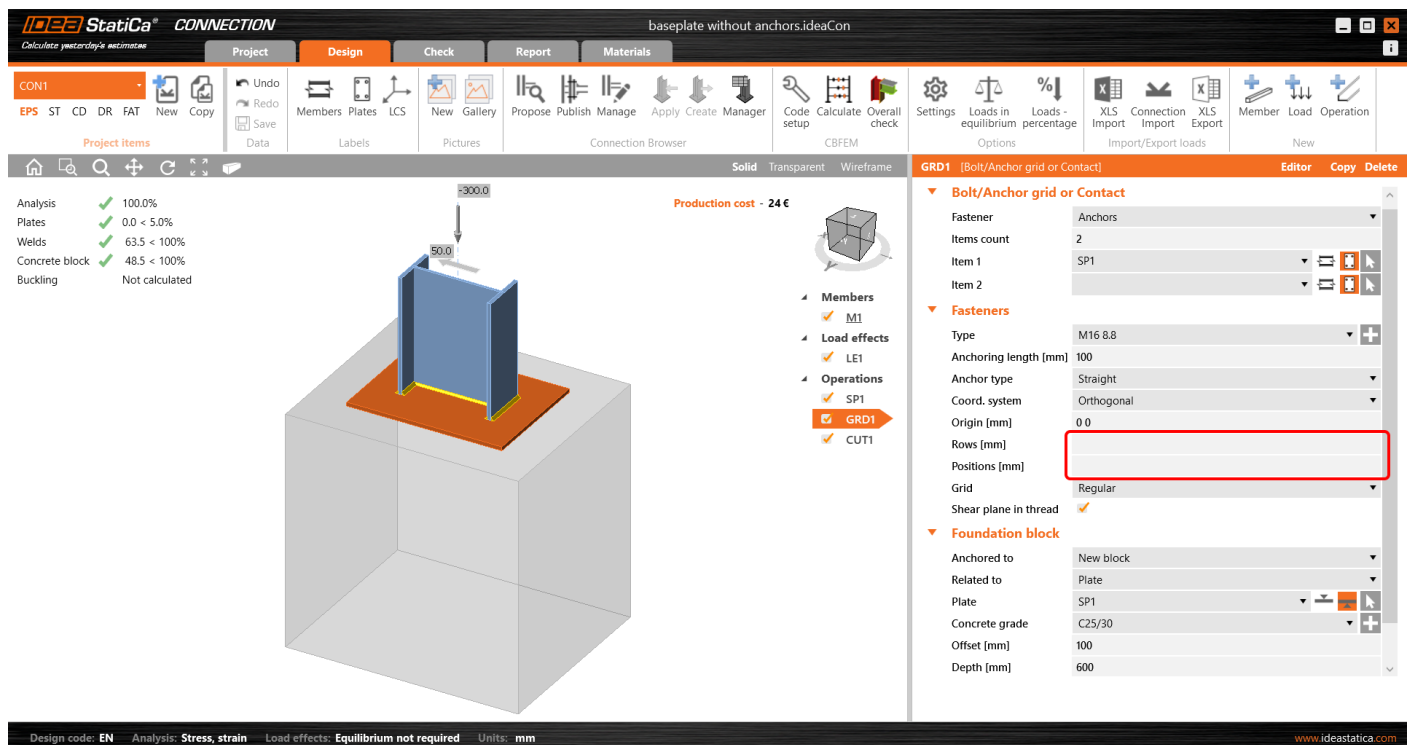 IDEA StatiCa® CONNECTION
Calculate yesterday's estimates
baseplate without anchors.ideaCon
Project Design Check Report Materials
CON1
EPS ST CD DR FAT
New Copy
Project items
Undo
Redo
Save
Data
Members Plates LCS
Labels
New Gallery
Pictures
Propose Publish Manage Apply Create Manager
Connection Browser
Code setup Calculate Overall check
CBFEM
Settings Loads in equilibrium Loads - percentage
Options
XLS Import Connection Import XLS Export
Import/Export loads
Member Load Operation
New
Solid Transparent Wireframe
Analysis 100.0%
Plates 0.0 < 5.0%
Welds 63.5 < 100%
Concrete block 48.5 < 100%
Buckling Not calculated
-300.0
50.0
Production cost - 24 €
-Y
Members
M1
Load effects
LE1
Operations
SP1
GRD1
CUT1
GRD1 [Bolt/Anchor grid or Contact] Editor Copy Delete
Bolt/Anchor grid or Contact
Fastener Anchors
Items count 2
Item 1 SP1
Item 2
Fasteners
Type M16 8.8
Anchoring length [mm] 100
Anchor type Straight
Coord. system Orthogonal
Origin [mm] 0 0
Rows [mm]
Positions [mm]
Grid Regular
Shear plane in thread
Foundation block
Anchored to New block
Related to Plate
Plate SP1
Concrete grade C25/30
Offset [mm] 100
Depth [mm] 600
Design code: EN Analysis: Stress, strain Load effects: Equilibrium not required Units: mm
www.ideastatica.com